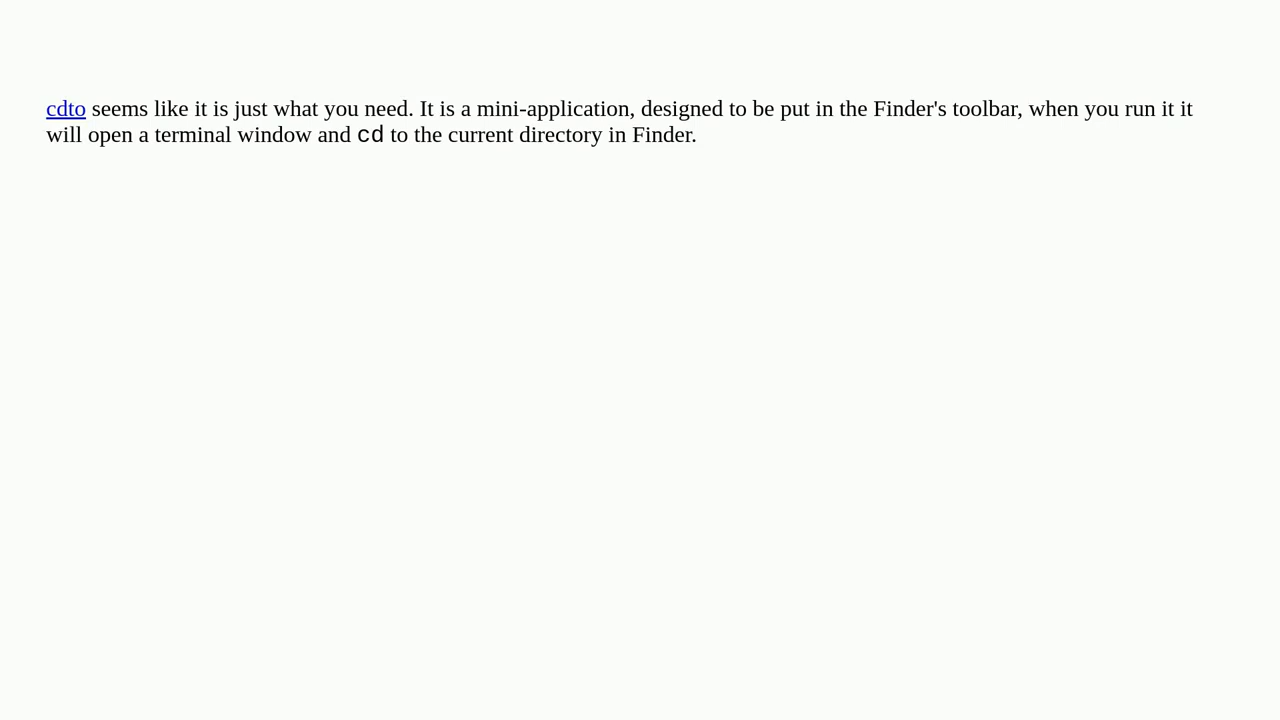 cdto seems like it is just what you need. It is a mini-application, designed to be put in the Finder's toolbar, when you run it it
will open a terminal window and cd to the current directory in Finder.